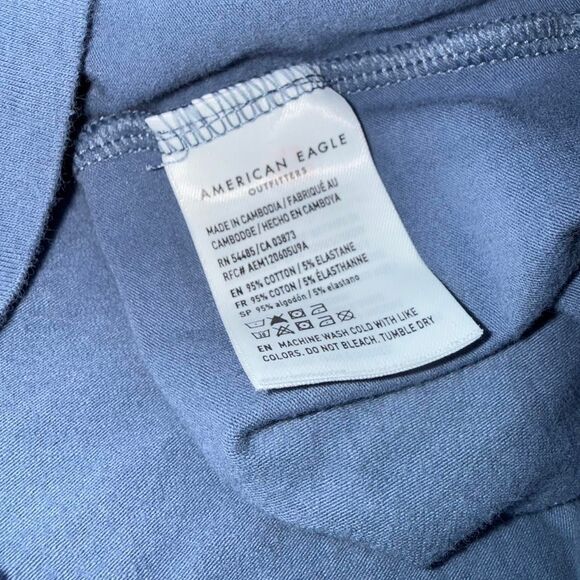 AMERICAN EAGLE
OUTFITTERS
MADE IN CAMBODIA / FABRIQUÉ AU
CAMBODGE / HECHO EN CAMBOYA
RN 54485 / CA 03873
RFC# AEM120605U9A
EN 95% COTTON / 5% ELASTANE
FR 95% COTON / 5% ÉLASTHANNE
SP 95% algodón / 5% elastano
EN MACHINE WASH COLD WITH LIKE
COLORS. DO NOT BLEACH. TUMBLE DRY